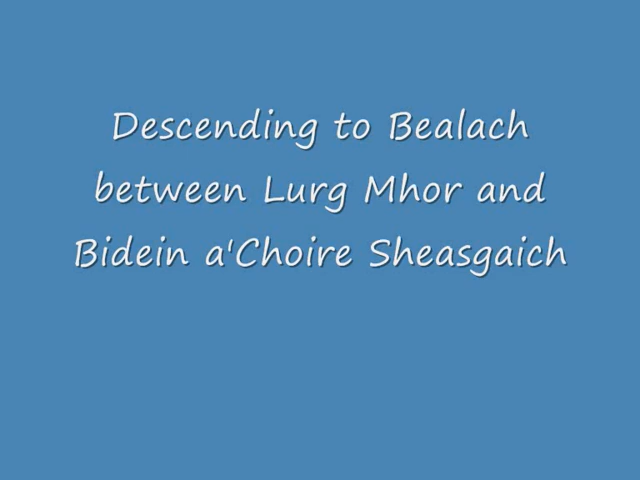 Descending to Bealach
between Lurg Mhor and
Bidein a'Choire Sheasgaich